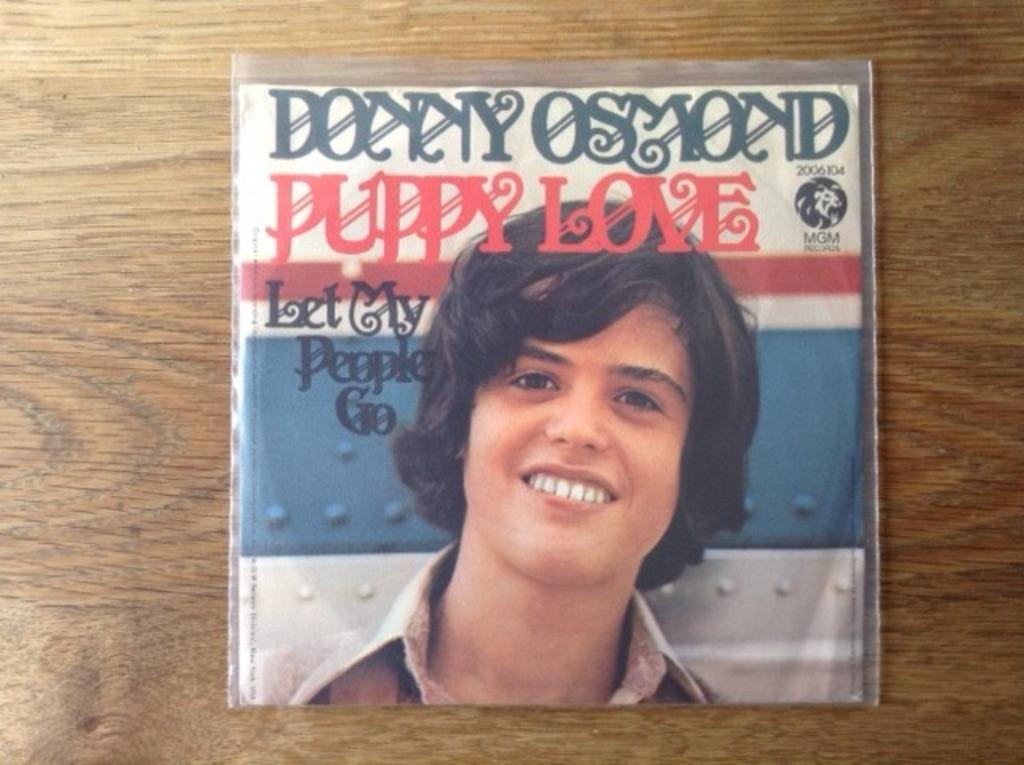 DONNY OSMOND
PUPPY LOVE
2006 104
MGM
RECORDS
Let My
People
Go